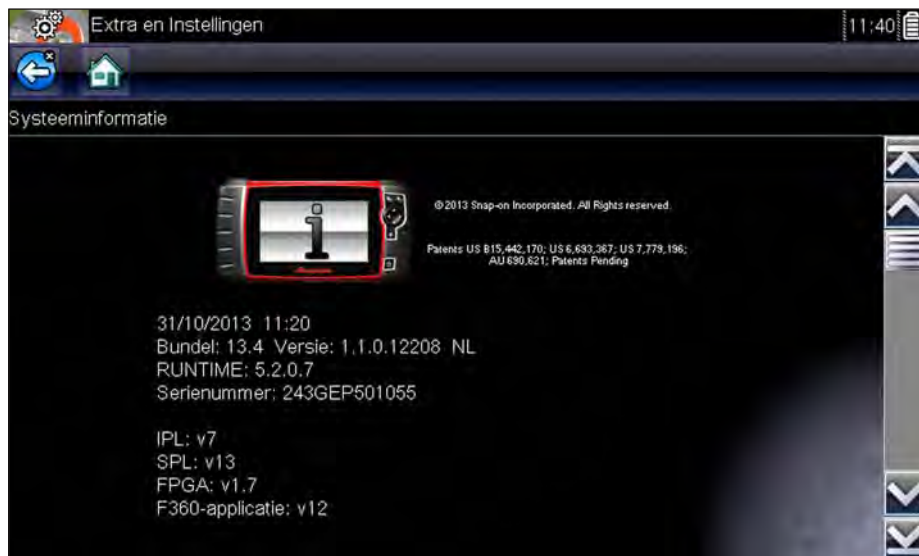 Extra en Instellingen
11:40
Systeeminformatie
© 2013 Snap-on Incorporated. All Rights reserved.
Patents US B15,442,170; US 6,693,367; US 7,779,196;
AU 690,621; Patents Pending
31/10/2013 11:20
Bundel: 13.4 Versie: 1.1.0.12208 NL
RUNTIME: 5.2.0.7
Serienummer: 243GEP501055
IPL: v7
SPL: v13
FPGA: v1.7
F360-applicatie: v12